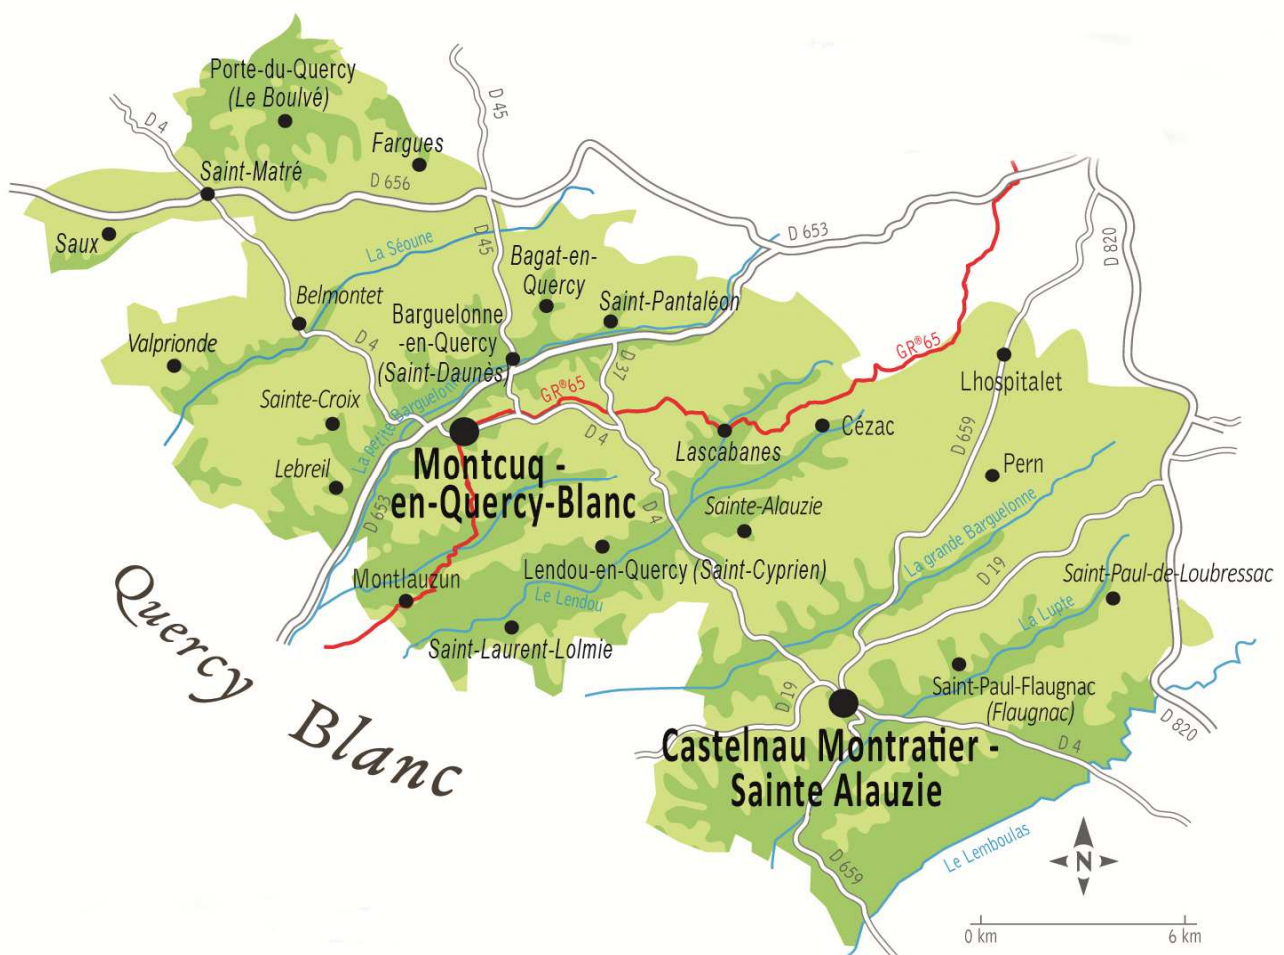 Porte-du-Quercy
(Le Boulvé)
D 45
D 4
Fargues
Saint-Matré
D 656
Saux
La Séoune
D 45
D 653
D 820
Bagat-en-
Quercy
Belmontet
Saint-Pantaléon
Barguelonne
-en-Quercy
(Saint-Daunès)
Valprionde
D 4
D 37
GR®65
GR®65
Lhospitalet
Sainte-Croix
La petite Barguelonne
D 4
Cézac
D 659
Lascabanes
Lebreil
Montcuq -
en-Quercy-Blanc
Pern
D 653
D 4
Sainte-Alauzie
La grande Barguelonne
Montlauzun
Lendou-en-Quercy (Saint-Cyprien)
D 19
Saint-Paul-de-Loubressac
Le Lendou
La Lupte
Saint-Laurent-Lolmie
Quercy Blanc
D 19
Saint-Paul-Flaugnac
(Flaugnac)
D 820
D 4
Castelnau Montratier -
Sainte Alauzie
Le Lemboulas
N
D 659
0 km
6 km